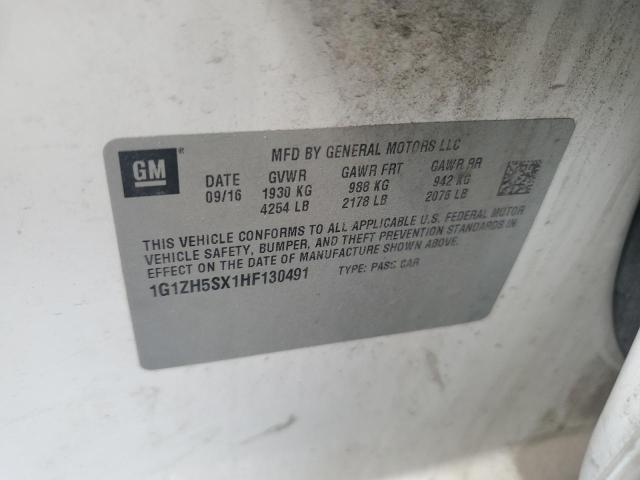 GM ®
MFD BY GENERAL MOTORS LLC
DATE GVWR GAWR FRT GAWR RR
09/16 1930 KG 988 KG 942 KG
4254 LB 2178 LB 2076 LB
THIS VEHICLE CONFORMS TO ALL APPLICABLE U.S. FEDERAL MOTOR
VEHICLE SAFETY, BUMPER, AND THEFT PREVENTION STANDARDS IN
EFFECT ON THE DATE OF MANUFACTURE SHOWN ABOVE.
1G1ZH5SX1HF130491 TYPE: PASS CAR